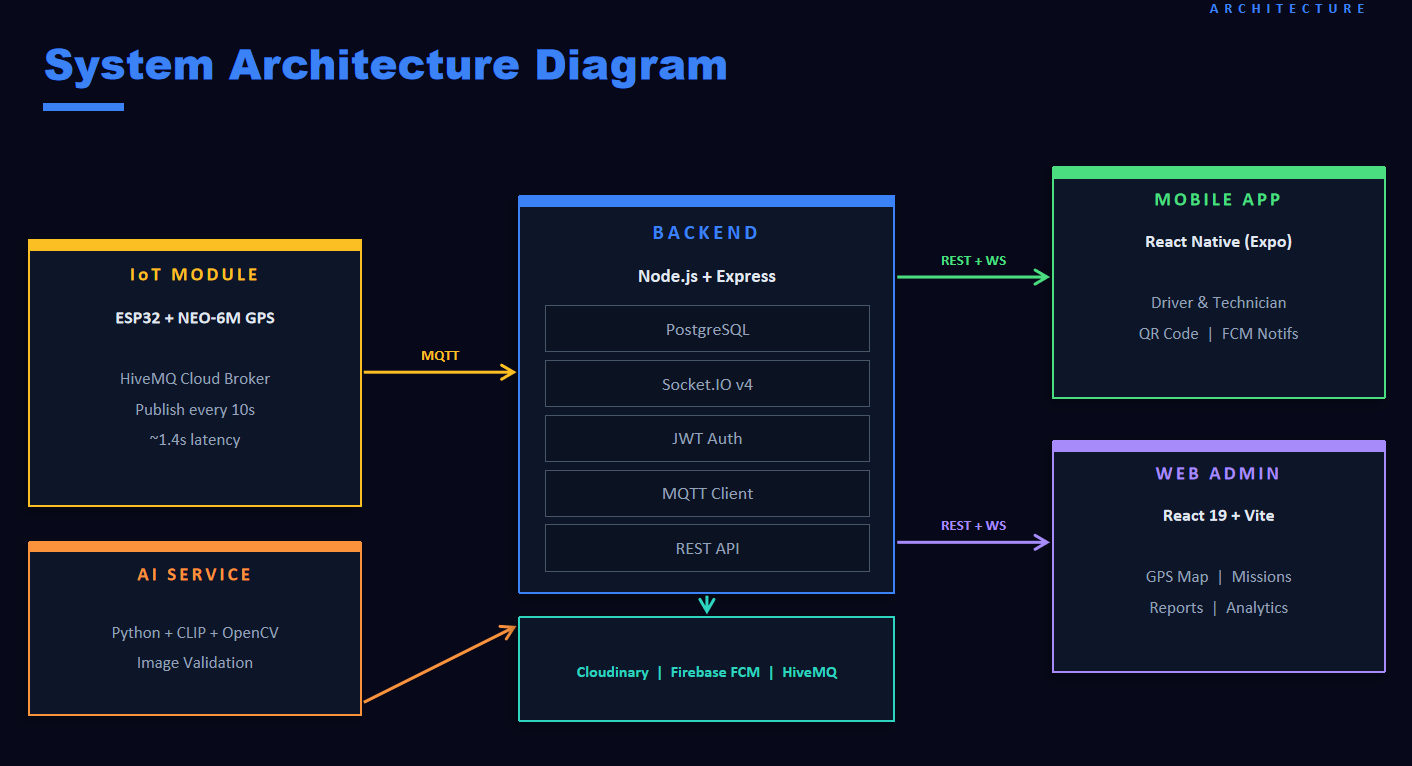 ARCHITECTURE
System Architecture Diagram
IoT MODULE
ESP32 + NEO-6M GPS
HiveMQ Cloud Broker
Publish every 10s
~1.4s latency
MQTT
AI SERVICE
Python + CLIP + OpenCV
Image Validation
BACKEND
Node.js + Express
PostgreSQL
Socket.IO v4
JWT Auth
MQTT Client
REST API
Cloudinary | Firebase FCM | HiveMQ
REST + WS
MOBILE APP
React Native (Expo)
Driver & Technician
QR Code | FCM Notifs
REST + WS
WEB ADMIN
React 19 + Vite
GPS Map | Missions
Reports | Analytics